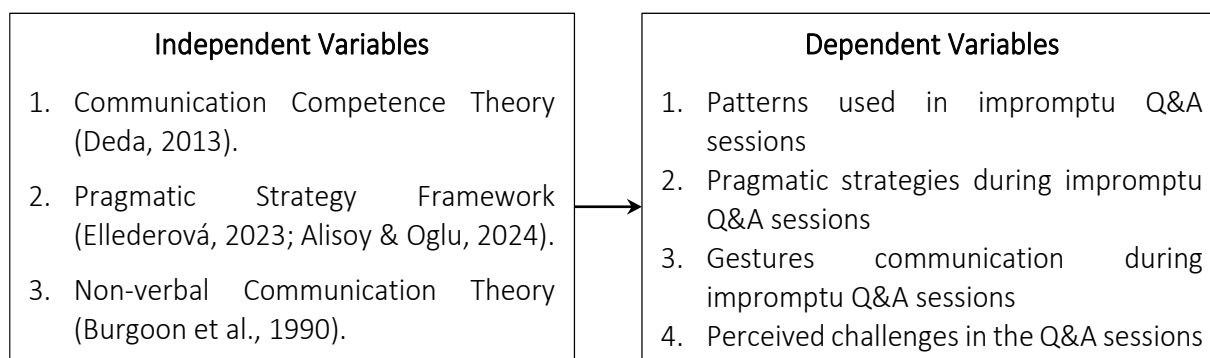 Independent Variables
1. Communication Competence Theory
(Deda, 2013).
2. Pragmatic Strategy Framework
(Ellederová, 2023; Alisoy & Oglu, 2024).
3. Non-verbal Communication Theory
(Burgoon et al., 1990).
Dependent Variables
1. Patterns used in impromptu Q&A
sessions
2. Pragmatic strategies during impromptu
Q&A sessions
3. Gestures communication during
impromptu Q&A sessions
4. Perceived challenges in the Q&A sessions